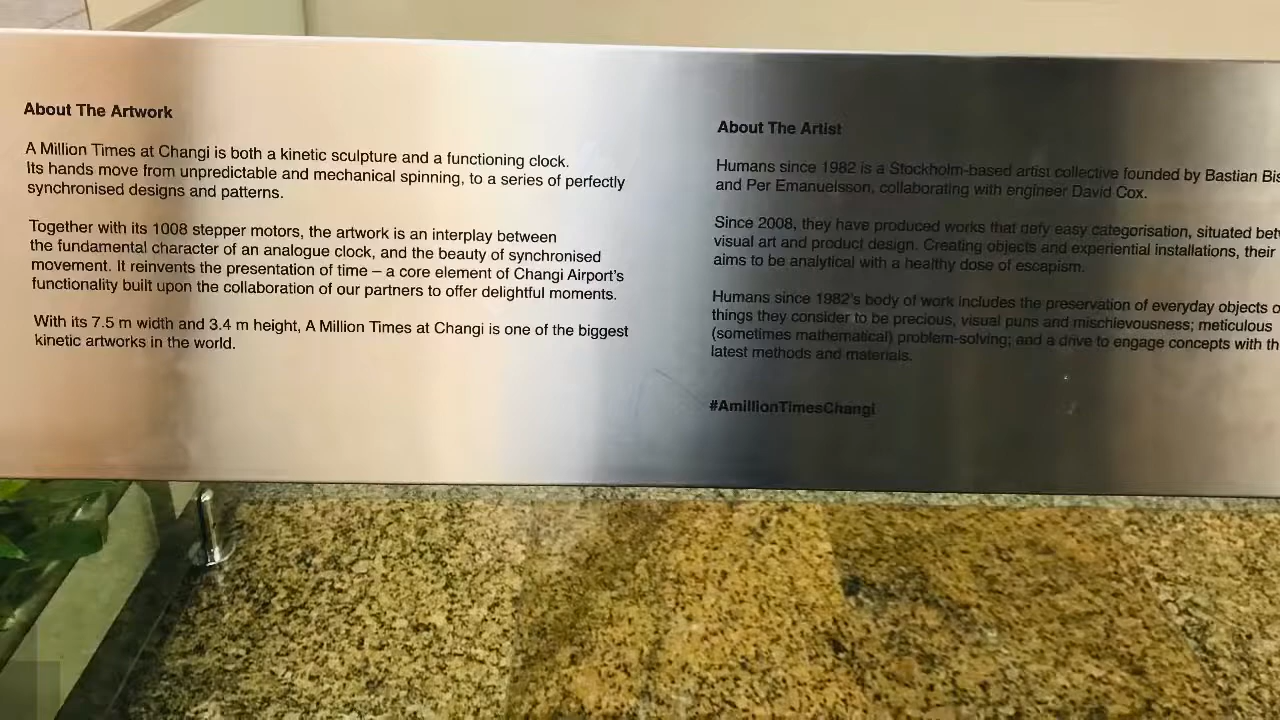 About The Artwork
A Million Times at Changi is both a kinetic sculpture and a functioning clock.
Its hands move from unpredictable and mechanical spinning, to a series of perfectly
synchronised designs and patterns.
Together with its 1008 stepper motors, the artwork is an interplay between
the fundamental character of an analogue clock, and the beauty of synchronised
movement. It reinvents the presentation of time – a core element of Changi Airport's
functionality built upon the collaboration of our partners to offer delightful moments.
With its 7.5 m width and 3.4 m height, A Million Times at Changi is one of the biggest
kinetic artworks in the world.
About The Artist
Humans since 1982 is a Stockholm-based artist collective founded by Bastian
and Per Emanuelsson, collaborating with engineer David Cox.
Since 2008, they have produced works that defy easy categorisation, situated
visual art and product design. Creating objects and experiential installations, their
aims to be analytical with a healthy dose of escapism.
Humans since 1982's body of work includes the preservation of everyday objects
things they consider to be precious, visual puns and mischievousness; meticulous
(sometimes mathematical) problem-solving; and a drive to engage concepts with
latest methods and materials.
#AmillionTimesChangi